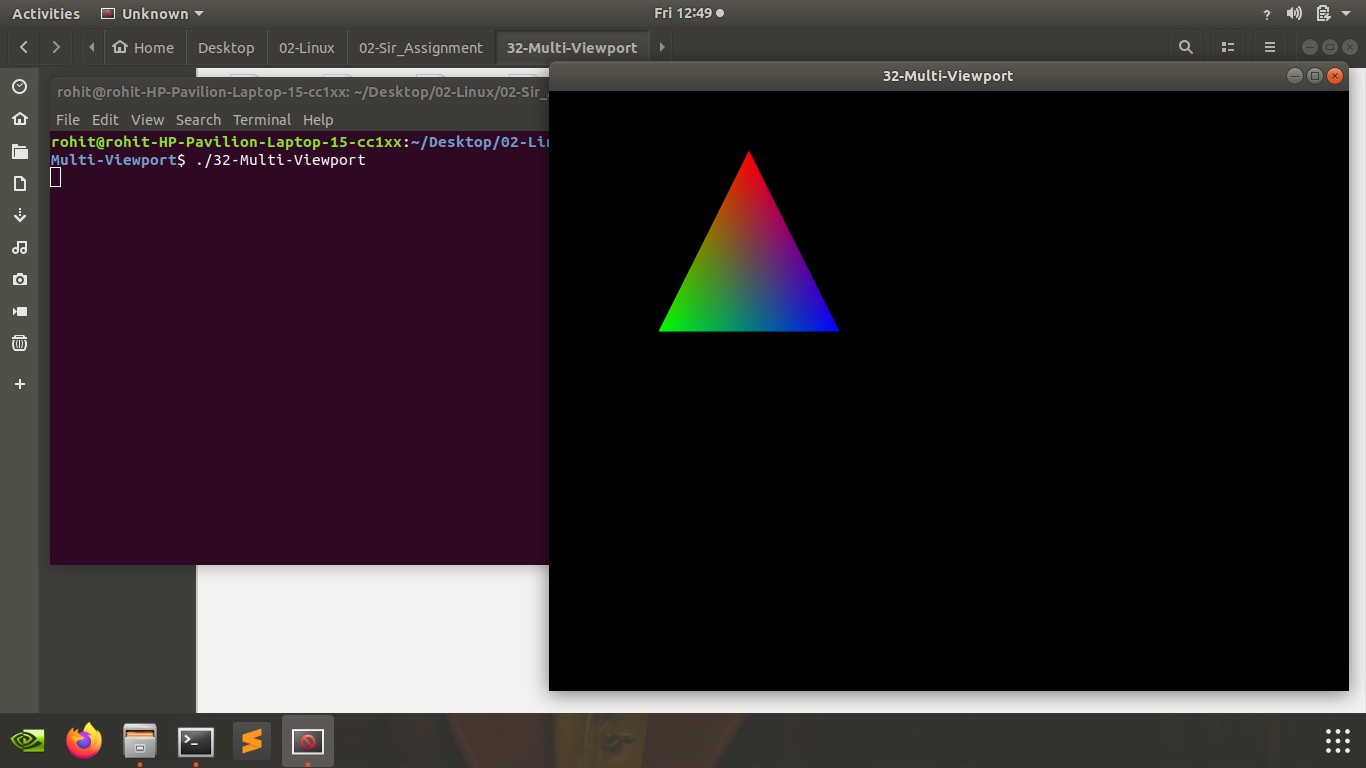 Activities Unknown Fri 12:49 ?
Home Desktop 02-Linux 02-Sir_Assignment 32-Multi-Viewport
32-Multi-Viewport
rohit@rohit-HP-Pavilion-Laptop-15-cc1xx: ~/Desktop/02-Linux/02-Sir_
File Edit View Search Terminal Help
rohit@rohit-HP-Pavilion-Laptop-15-cc1xx:~/Desktop/02-Lin
Multi-Viewport$ ./32-Multi-Viewport